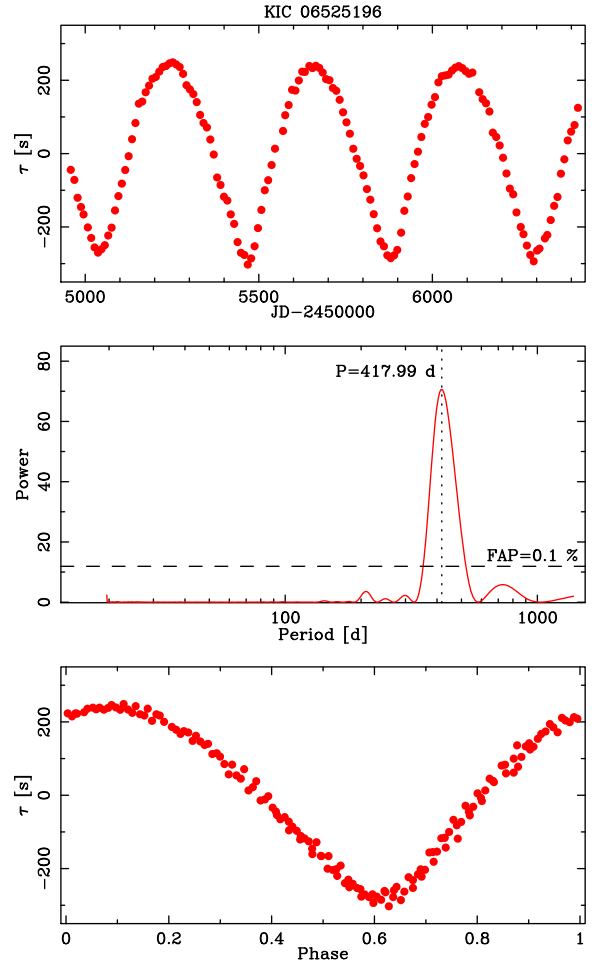 KIC 06525196
τ [s]
200
0
−200
5000 5500 6000
JD−2450000
P=417.99 d
Power
80
60
40
20
0
FAP=0.1 %
100 1000
Period [d]
τ [s]
200
0
−200
0 0.2 0.4 0.6 0.8 1
Phase